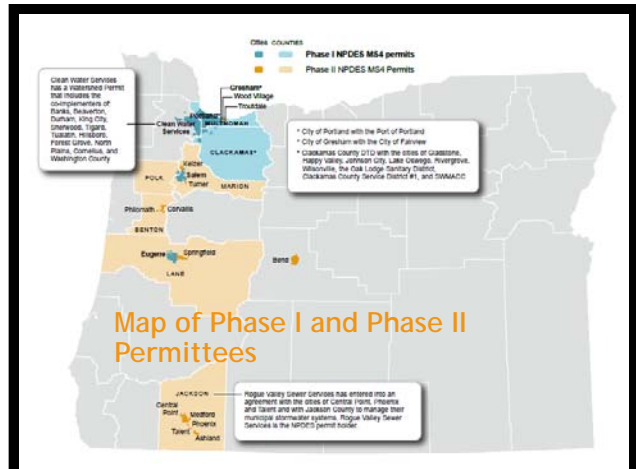 Cities COUNTIES
Phase I NPDES MS4 permits
Phase II NPDES MS4 Permits
Clean Water Services
has a Watershed Permit
that includes the
co-implementers of
Banks, Beaverton,
Durham, King City,
Sherwood, Tigard,
Tualatin, Hillsboro,
Forest Grove, North
Plains, Cornelius, and
Washington County
Gresham*
Wood Village
Troutdale
Portland*
MULTNOMAH
Clean Water
Services
CLACKAMAS*
* City of Portland with the Port of Portland
* City of Gresham with the City of Fairview
* Clackamas County DTD with the cities of Gladstone,
Happy Valley, Johnson City, Lake Oswego, Rivergrove,
Wilsonville, the Oak Lodge Sanitary District,
Clackamas County Service District #1, and SWMACC
Keizer
Salem
Turner
POLK
MARION
Philomath
Corvallis
BENTON
Eugene
Springfield
LANE
Bend
Map of Phase I and Phase II
Permittees
JACKSON
Central
Point
Medford
Phoenix
Talent
Ashland
Rogue Valley Sewer Services has entered into an
agreement with the cities of Central Point, Phoenix
and Talent and with Jackson County to manage their
municipal stormwater systems. Rogue Valley Sewer
Services is the NPDES permit holder.